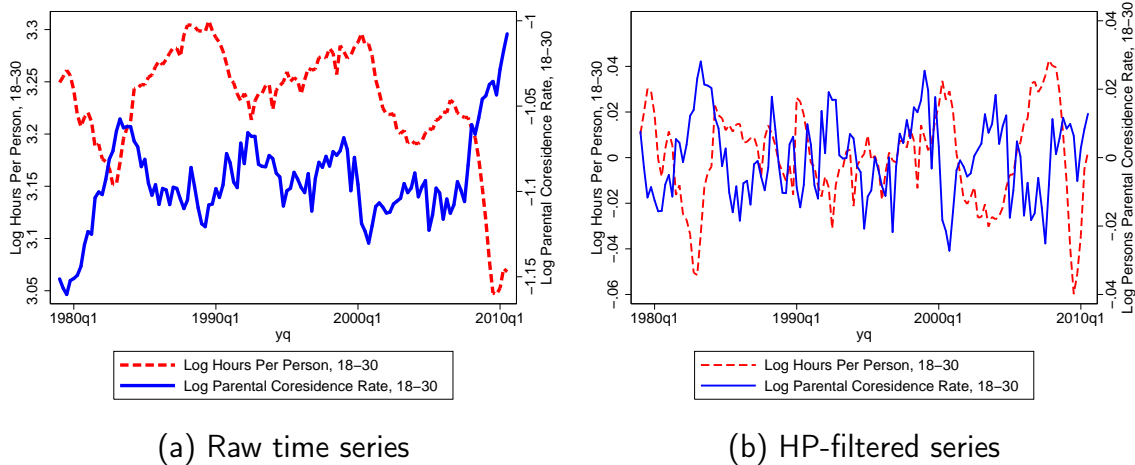 3.05 3.1 3.15 3.2 3.25 3.3
Log Hours Per Person, 18−30
−1.15 −1.1 −1.05 −1
Log Parental Coresidence Rate, 18−30
1980q1 1990q1 2000q1 2010q1
yq
Log Hours Per Person, 18−30
Log Parental Coresidence Rate, 18−30
(a) Raw time series
−.06 −.04 −.02 0 .02 .04
Log Hours Per Person, 18−30
−.04 −.02 0 .02 .04
Log Persons Parental Coresidence Rate, 18−30
1980q1 1990q1 2000q1 2010q1
yq
Log Hours Per Person, 18−30
Log Parental Coresidence Rate, 18−30
(b) HP-filtered series